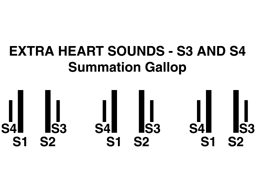 EXTRA HEART SOUNDS - S3 AND S4
Summation Gallop
S4 S3 S4 S3 S4 S3
S1 S2 S1 S2 S1 S2